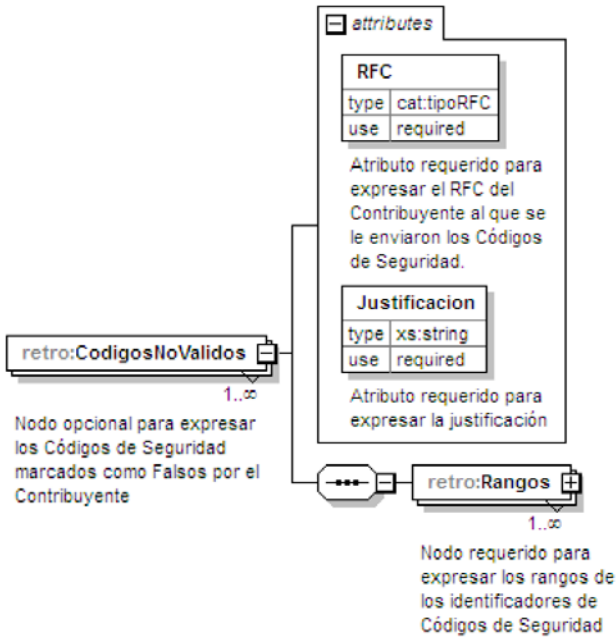 attributes
RFC
type cat:tipoRFC
use required
Atributo requerido para
expresar el RFC del
Contribuyente al que se
le enviaron los Códigos
de Seguridad.
Justificacion
type xs:string
use required
Atributo requerido para
expresar la justificación
retro:CodigosNoValidos
1..∞
Nodo opcional para expresar
los Códigos de Seguridad
marcados como Falsos por el
Contribuyente
retro:Rangos
1..∞
Nodo requerido para
expresar los rangos de
los identificadores de
Códigos de Seguridad